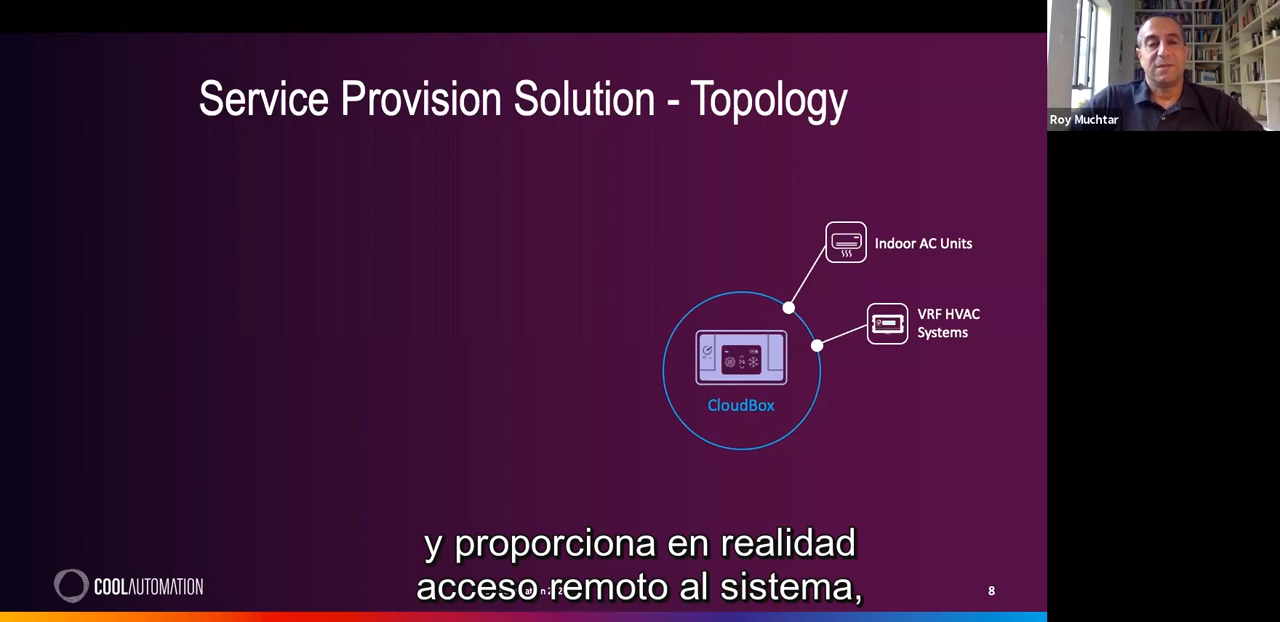 Service Provision Solution - Topology
Roy Muchtar
Indoor AC Units
VRF HVAC
Systems
CloudBox
y proporciona en realidad
acceso remoto al sistema,
COOLAUTOMATION
8